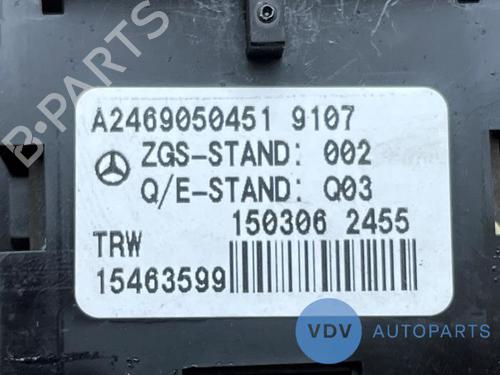 B-PARTS
A2469050451 9107
ZGS-STAND: 002
Q/E-STAND: Q03
150306 2455
TRW
15463599
VDV AUTOPARTS